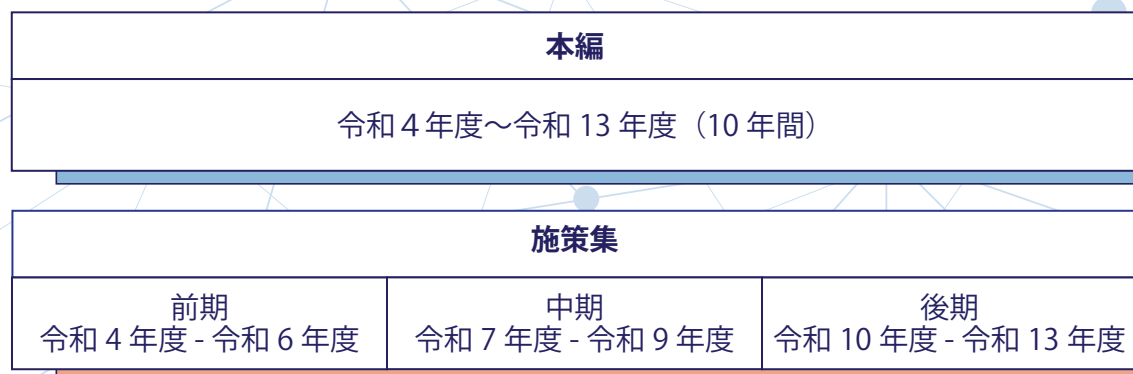 本編
令和４年度～令和 13 年度（10 年間）
施策集
前期
令和 4 年度 - 令和 6 年度
中期
令和 7 年度 - 令和 9 年度
後期
令和 10 年度 - 令和 13 年度